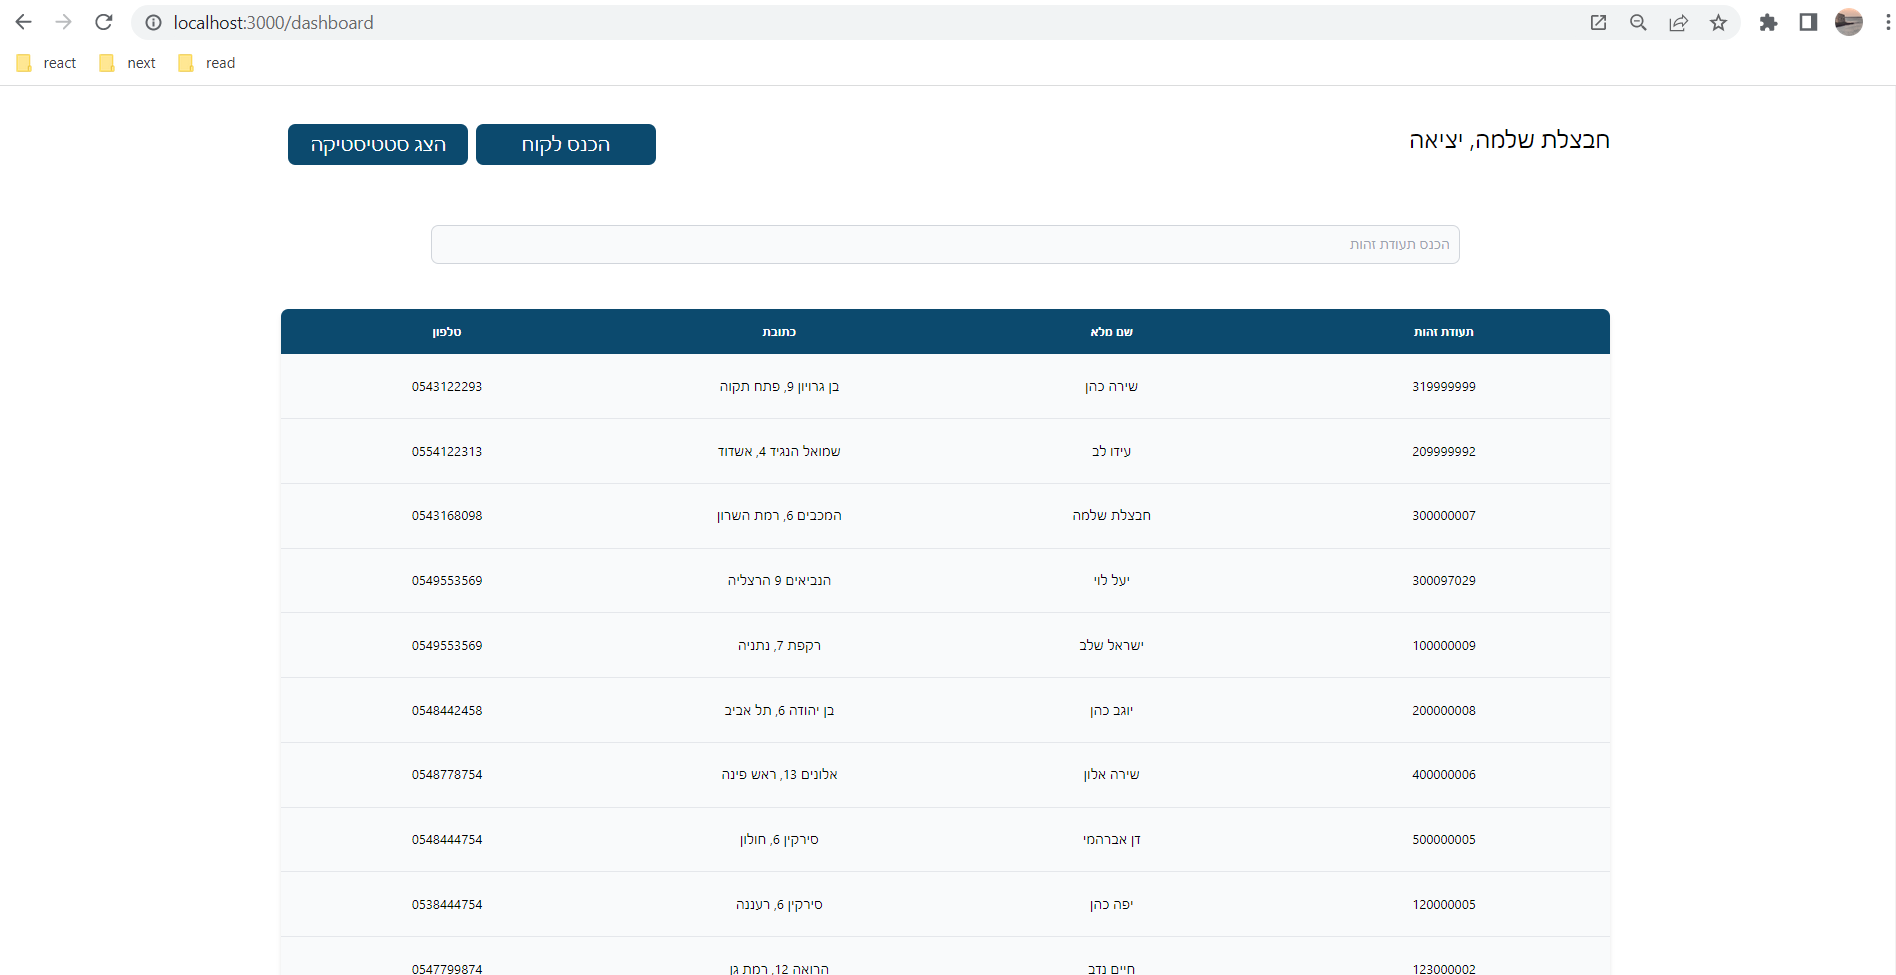 localhost:3000/dashboard
react next read
חבצלת שלמה, יציאה
הכנס לקוח הצג סטטיסטיקה
הכנס תעודת זהות
תעודת זהות שם מלא כתובת טלפון
319999999 שירה כהן בן גרויון 9, פתח תקוה 0543122293
209999992 עידו לב שמואל הנגיד 4, אשדוד 0554122313
300000007 חבצלת שלמה המכבים 6, רמת השרון 0543168098
300097029 יעל לוי הנביאים 9 הרצליה 0549553569
100000009 ישראל שלב רקפת 7, נתניה 0549553569
200000008 יוגב כהן בן יהודה 6, תל אביב 0548442458
400000006 שירה אלון אלונים 13, ראש פינה 0548778754
500000005 דן אברהמי סירקין 6, חולון 0548444754
120000005 יפה כהן סירקין 6, רעננה 0538444754
123000002 חיים נדב הרואה 12, רמת גן 0547799874